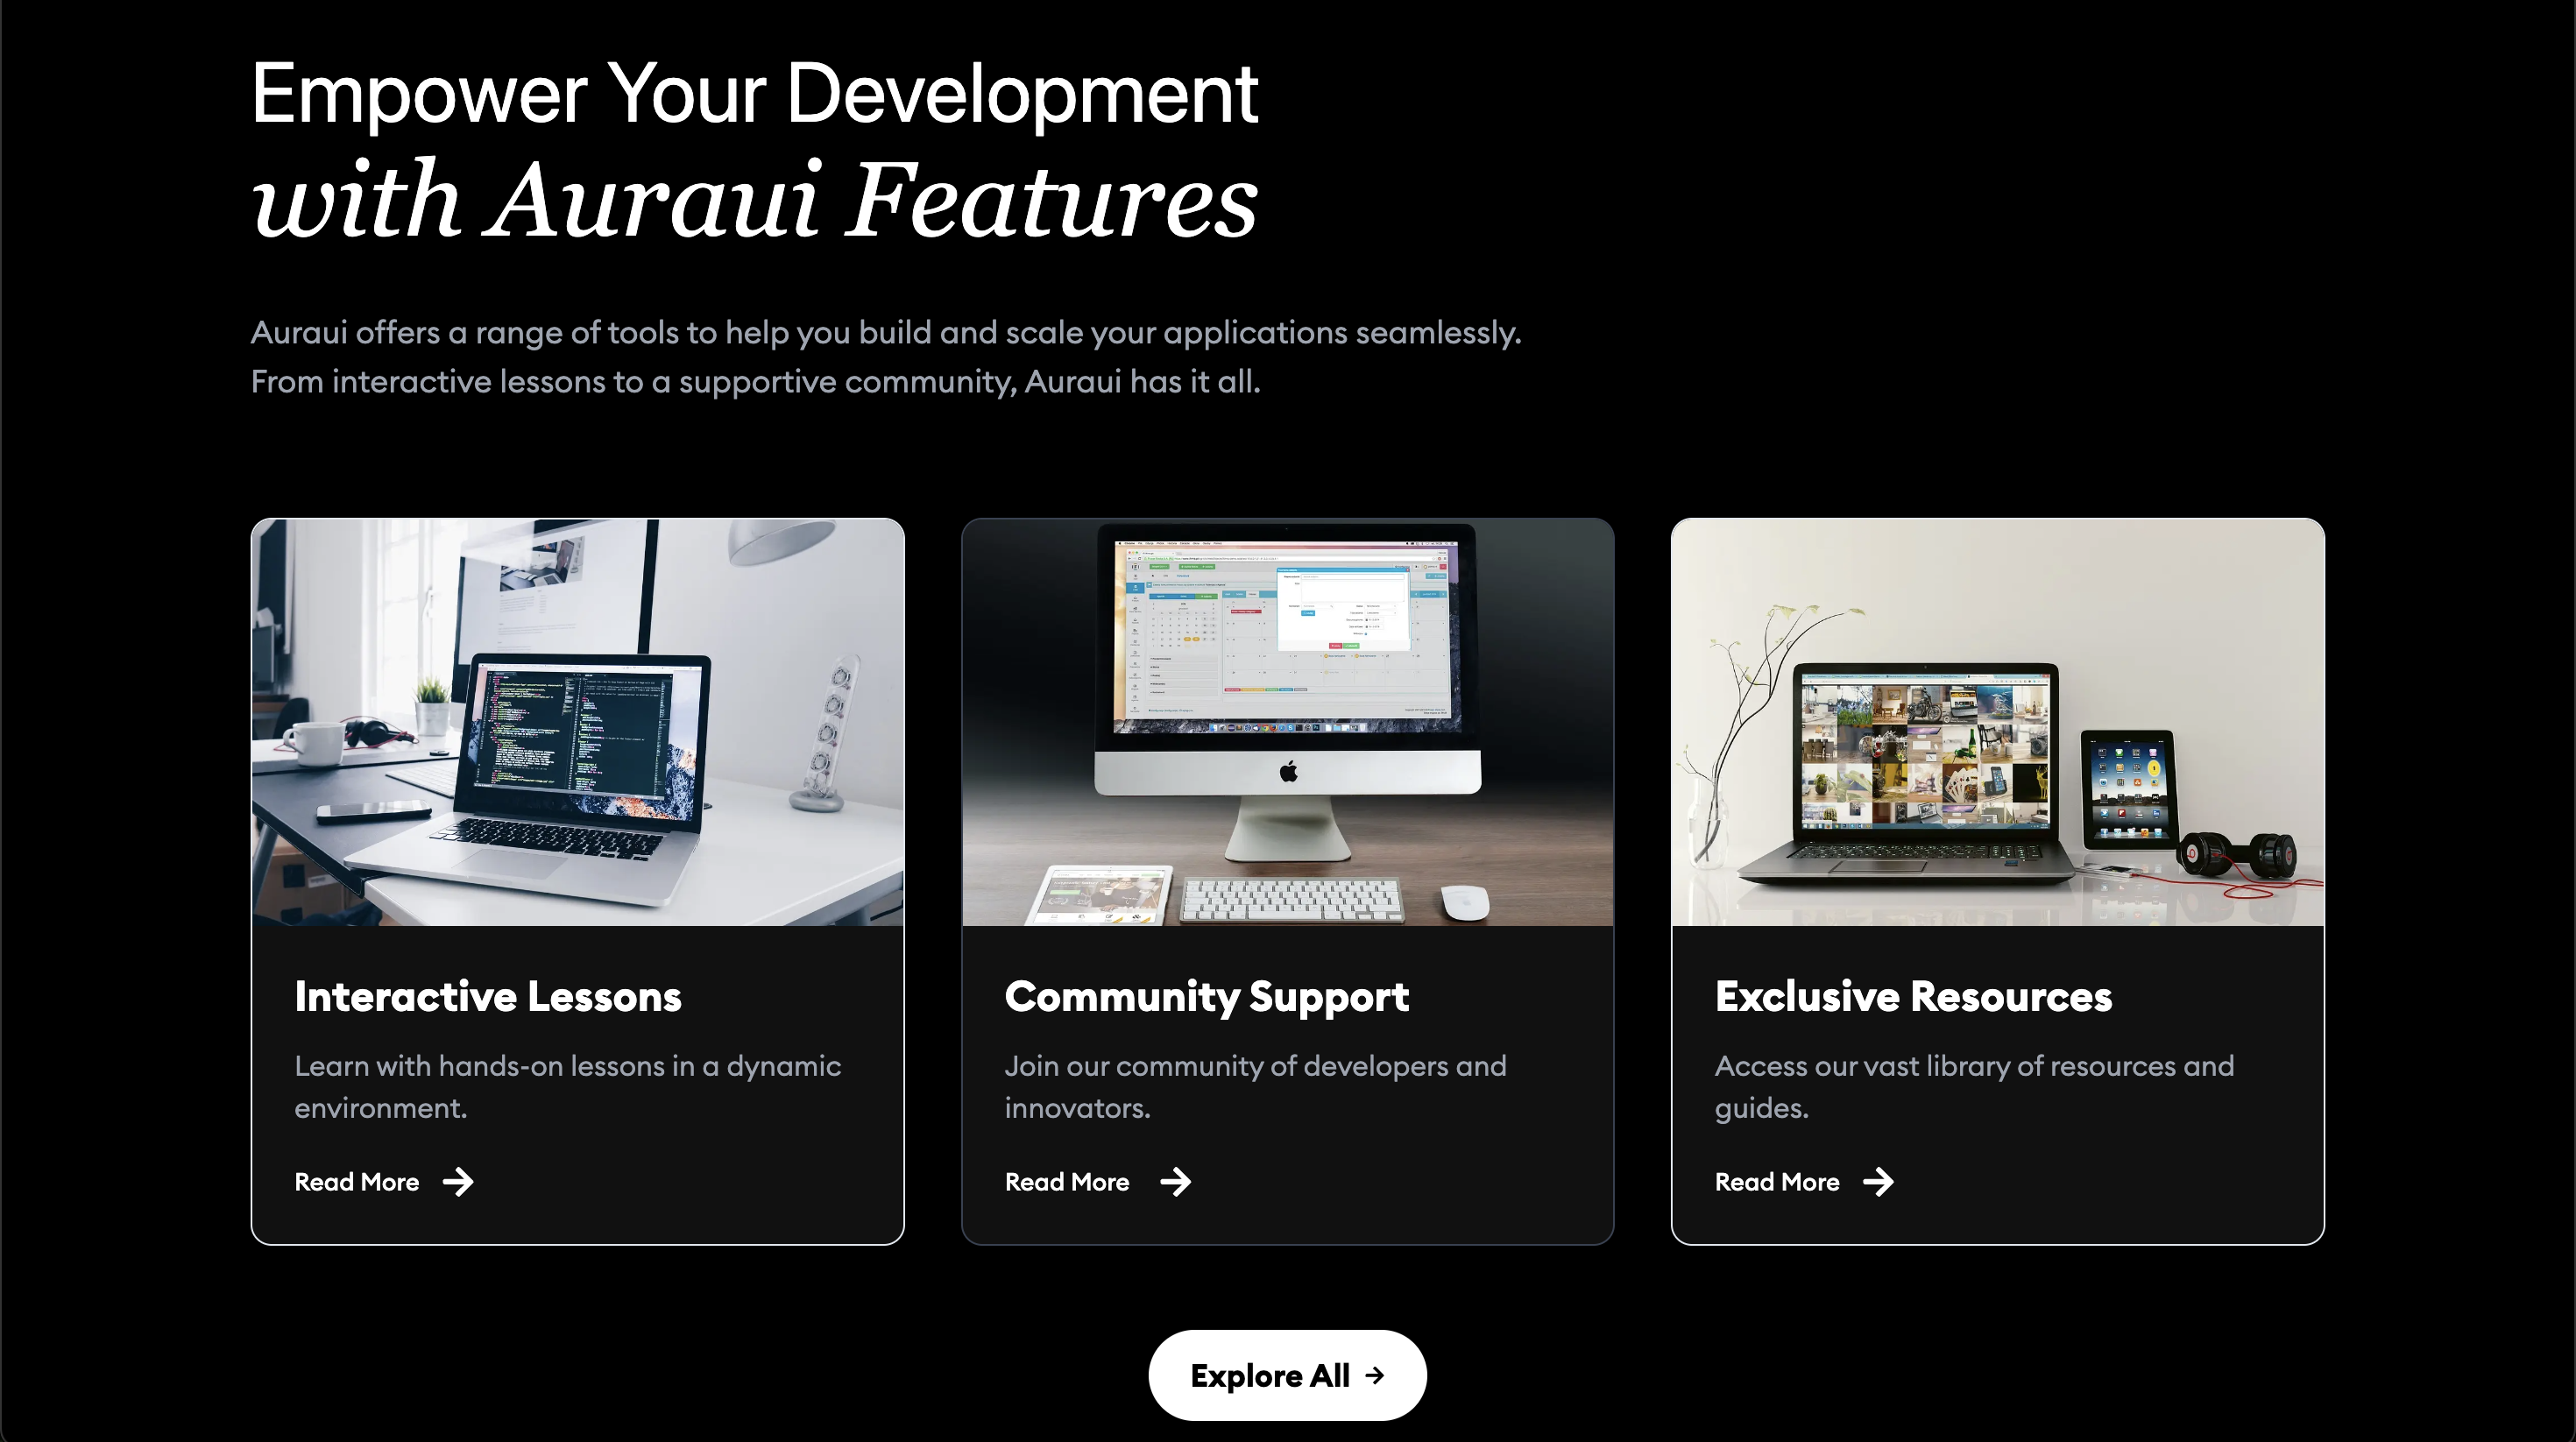 Empower Your Development
with Auraui Features
Auraui offers a range of tools to help you build and scale your applications seamlessly.
From interactive lessons to a supportive community, Auraui has it all.
Interactive Lessons
Learn with hands-on lessons in a dynamic
environment.
Read More
Community Support
Join our community of developers and
innovators.
Read More
Exclusive Resources
Access our vast library of resources and
guides.
Read More
Explore All